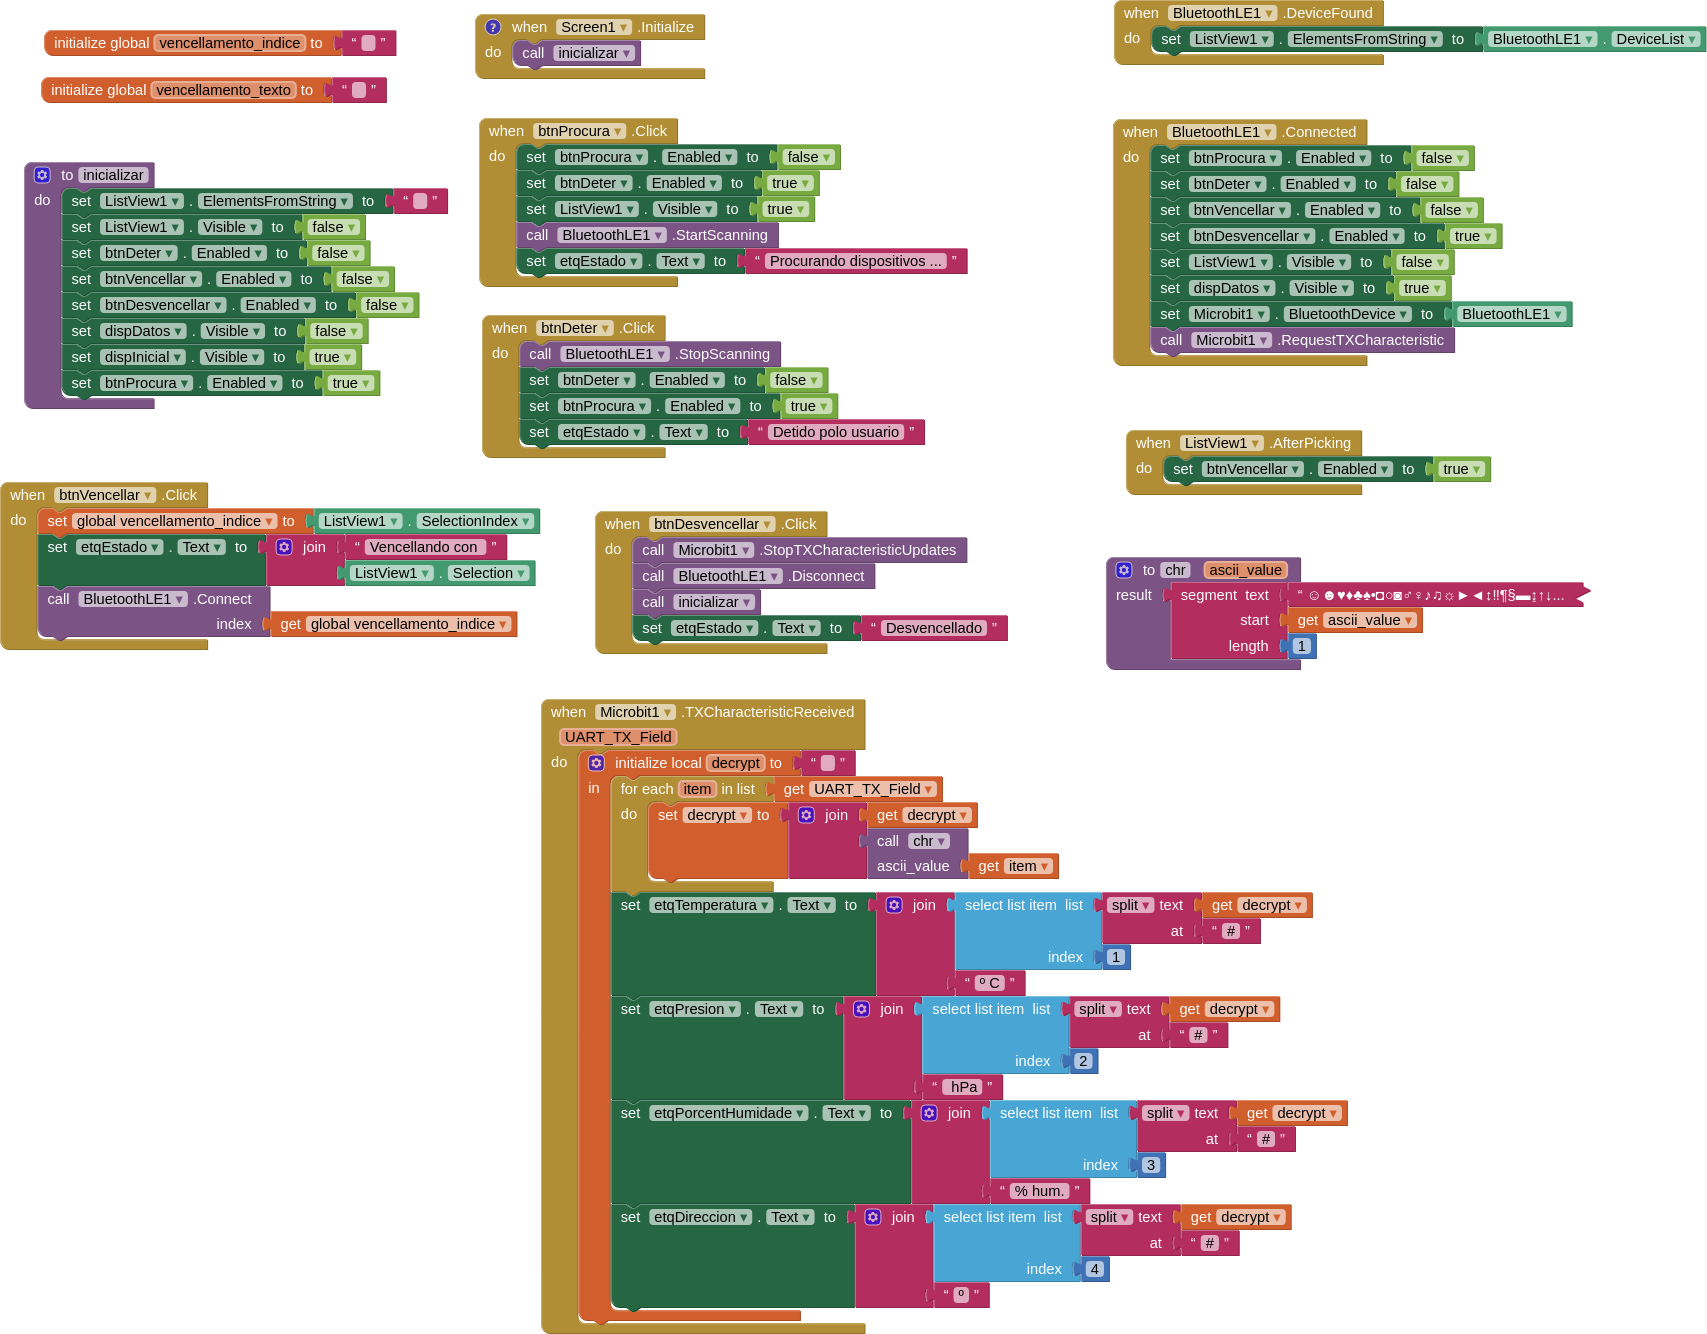 initialize global vencellamento_indice to “ ”
initialize global vencellamento_texto to “ ”
to inicializar
do set ListView1 . ElementsFromString to “ ”
set ListView1 . Visible to false
set btnDeter . Enabled to false
set btnVencellar . Enabled to false
set btnDesvencellar . Enabled to false
set dispDatos . Visible to false
set dispInicial . Visible to true
set btnProcura . Enabled to true
? when Screen1 .Initialize
do call inicializar
when btnProcura .Click
do set btnProcura . Enabled to false
set btnDeter . Enabled to true
set ListView1 . Visible to true
call BluetoothLE1 .StartScanning
set etqEstado . Text to “ Procurando dispositivos ... ”
when btnDeter .Click
do call BluetoothLE1 .StopScanning
set btnDeter . Enabled to false
set btnProcura . Enabled to true
set etqEstado . Text to “ Detido polo usuario ”
when BluetoothLE1 .DeviceFound
do set ListView1 . ElementsFromString to BluetoothLE1 . DeviceList
when BluetoothLE1 .Connected
do set btnProcura . Enabled to false
set btnDeter . Enabled to false
set btnVencellar . Enabled to false
set btnDesvencellar . Enabled to true
set ListView1 . Visible to false
set dispDatos . Visible to true
set Microbit1 . BluetoothDevice to BluetoothLE1
call Microbit1 .RequestTXCharacteristic
when ListView1 .AfterPicking
do set btnVencellar . Enabled to true
when btnVencellar .Click
do set global vencellamento_indice to ListView1 . SelectionIndex
set etqEstado . Text to join “ Vencellando con ”
ListView1 . Selection
call BluetoothLE1 .Connect
index get global vencellamento_indice
when btnDesvencellar .Click
do call Microbit1 .StopTXCharacteristicUpdates
call BluetoothLE1 .Disconnect
call inicializar
set etqEstado . Text to “ Desvencellado ”
to chr ascii_value
result segment text “ ☺☻♥♦♣♠•◘○◙♂♀♪♫☼►◄↕‼¶§▬↨↑↓...
start get ascii_value
length 1
when Microbit1 .TXCharacteristicReceived
UART_TX_Field
do initialize local decrypt to “ ”
in for each item in list get UART_TX_Field
do set decrypt to join get decrypt
call chr
ascii_value get item
set etqTemperatura . Text to join select list item list split text get decrypt
at “ # ”
index 1
“ º C ”
set etqPresion . Text to join select list item list split text get decrypt
at “ # ”
index 2
“ hPa ”
set etqPorcentHumidade . Text to join select list item list split text get decrypt
at “ # ”
index 3
“ % hum. ”
set etqDireccion . Text to join select list item list split text get decrypt
at “ # ”
index 4
“ º ”